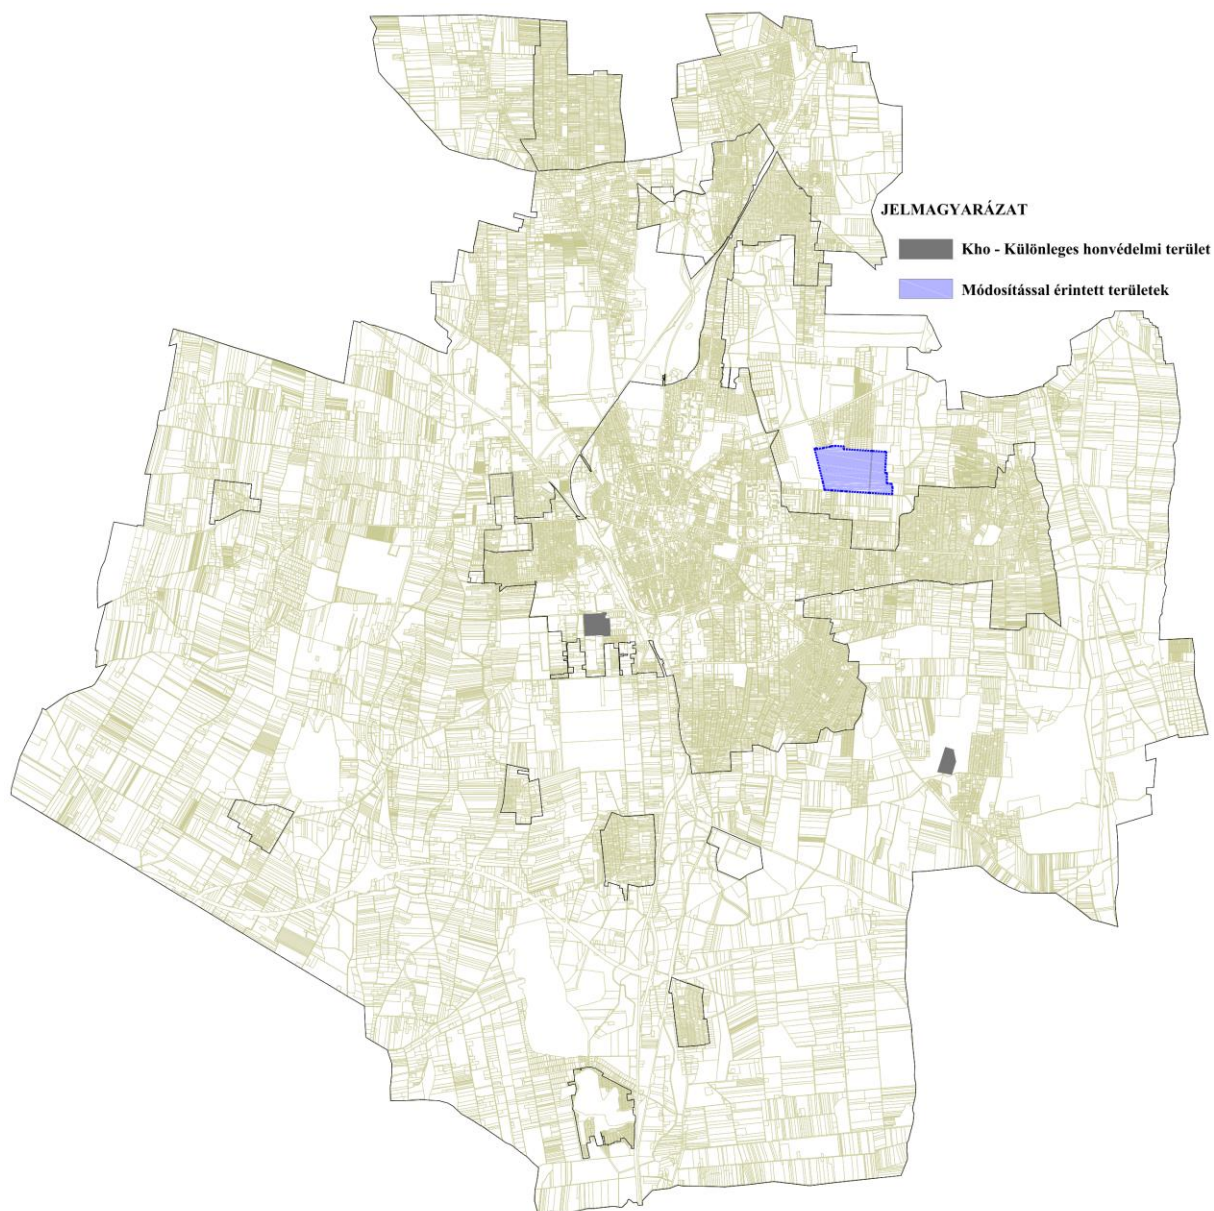 JELMAGYARÁZAT
Kho - Különleges honvédelmi terület
Módosítással érintett területek